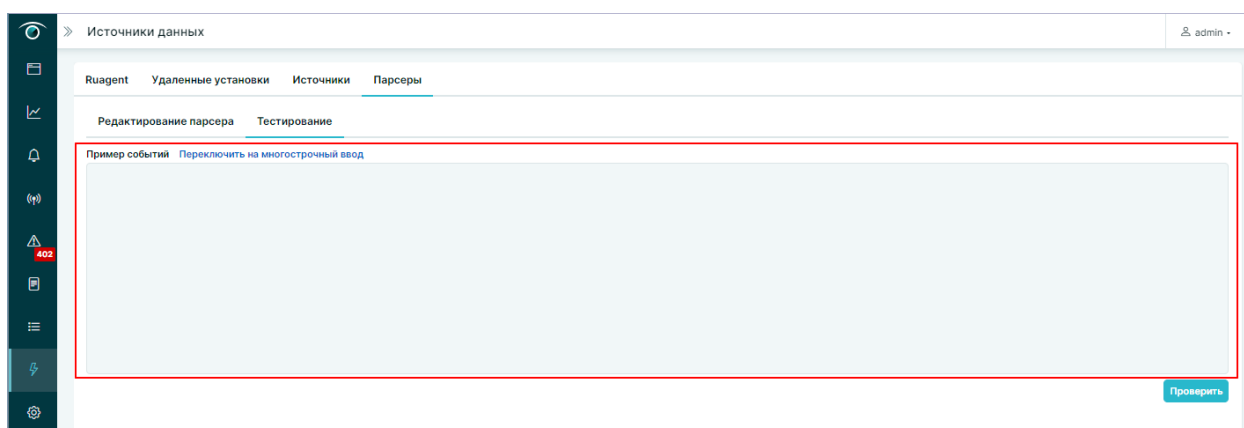 Источники данных
admin
Ruagent Удаленные установки Источники Парсеры
Редактирование парсера Тестирование
Пример событий Переключить на многострочный ввод
402
Проверить